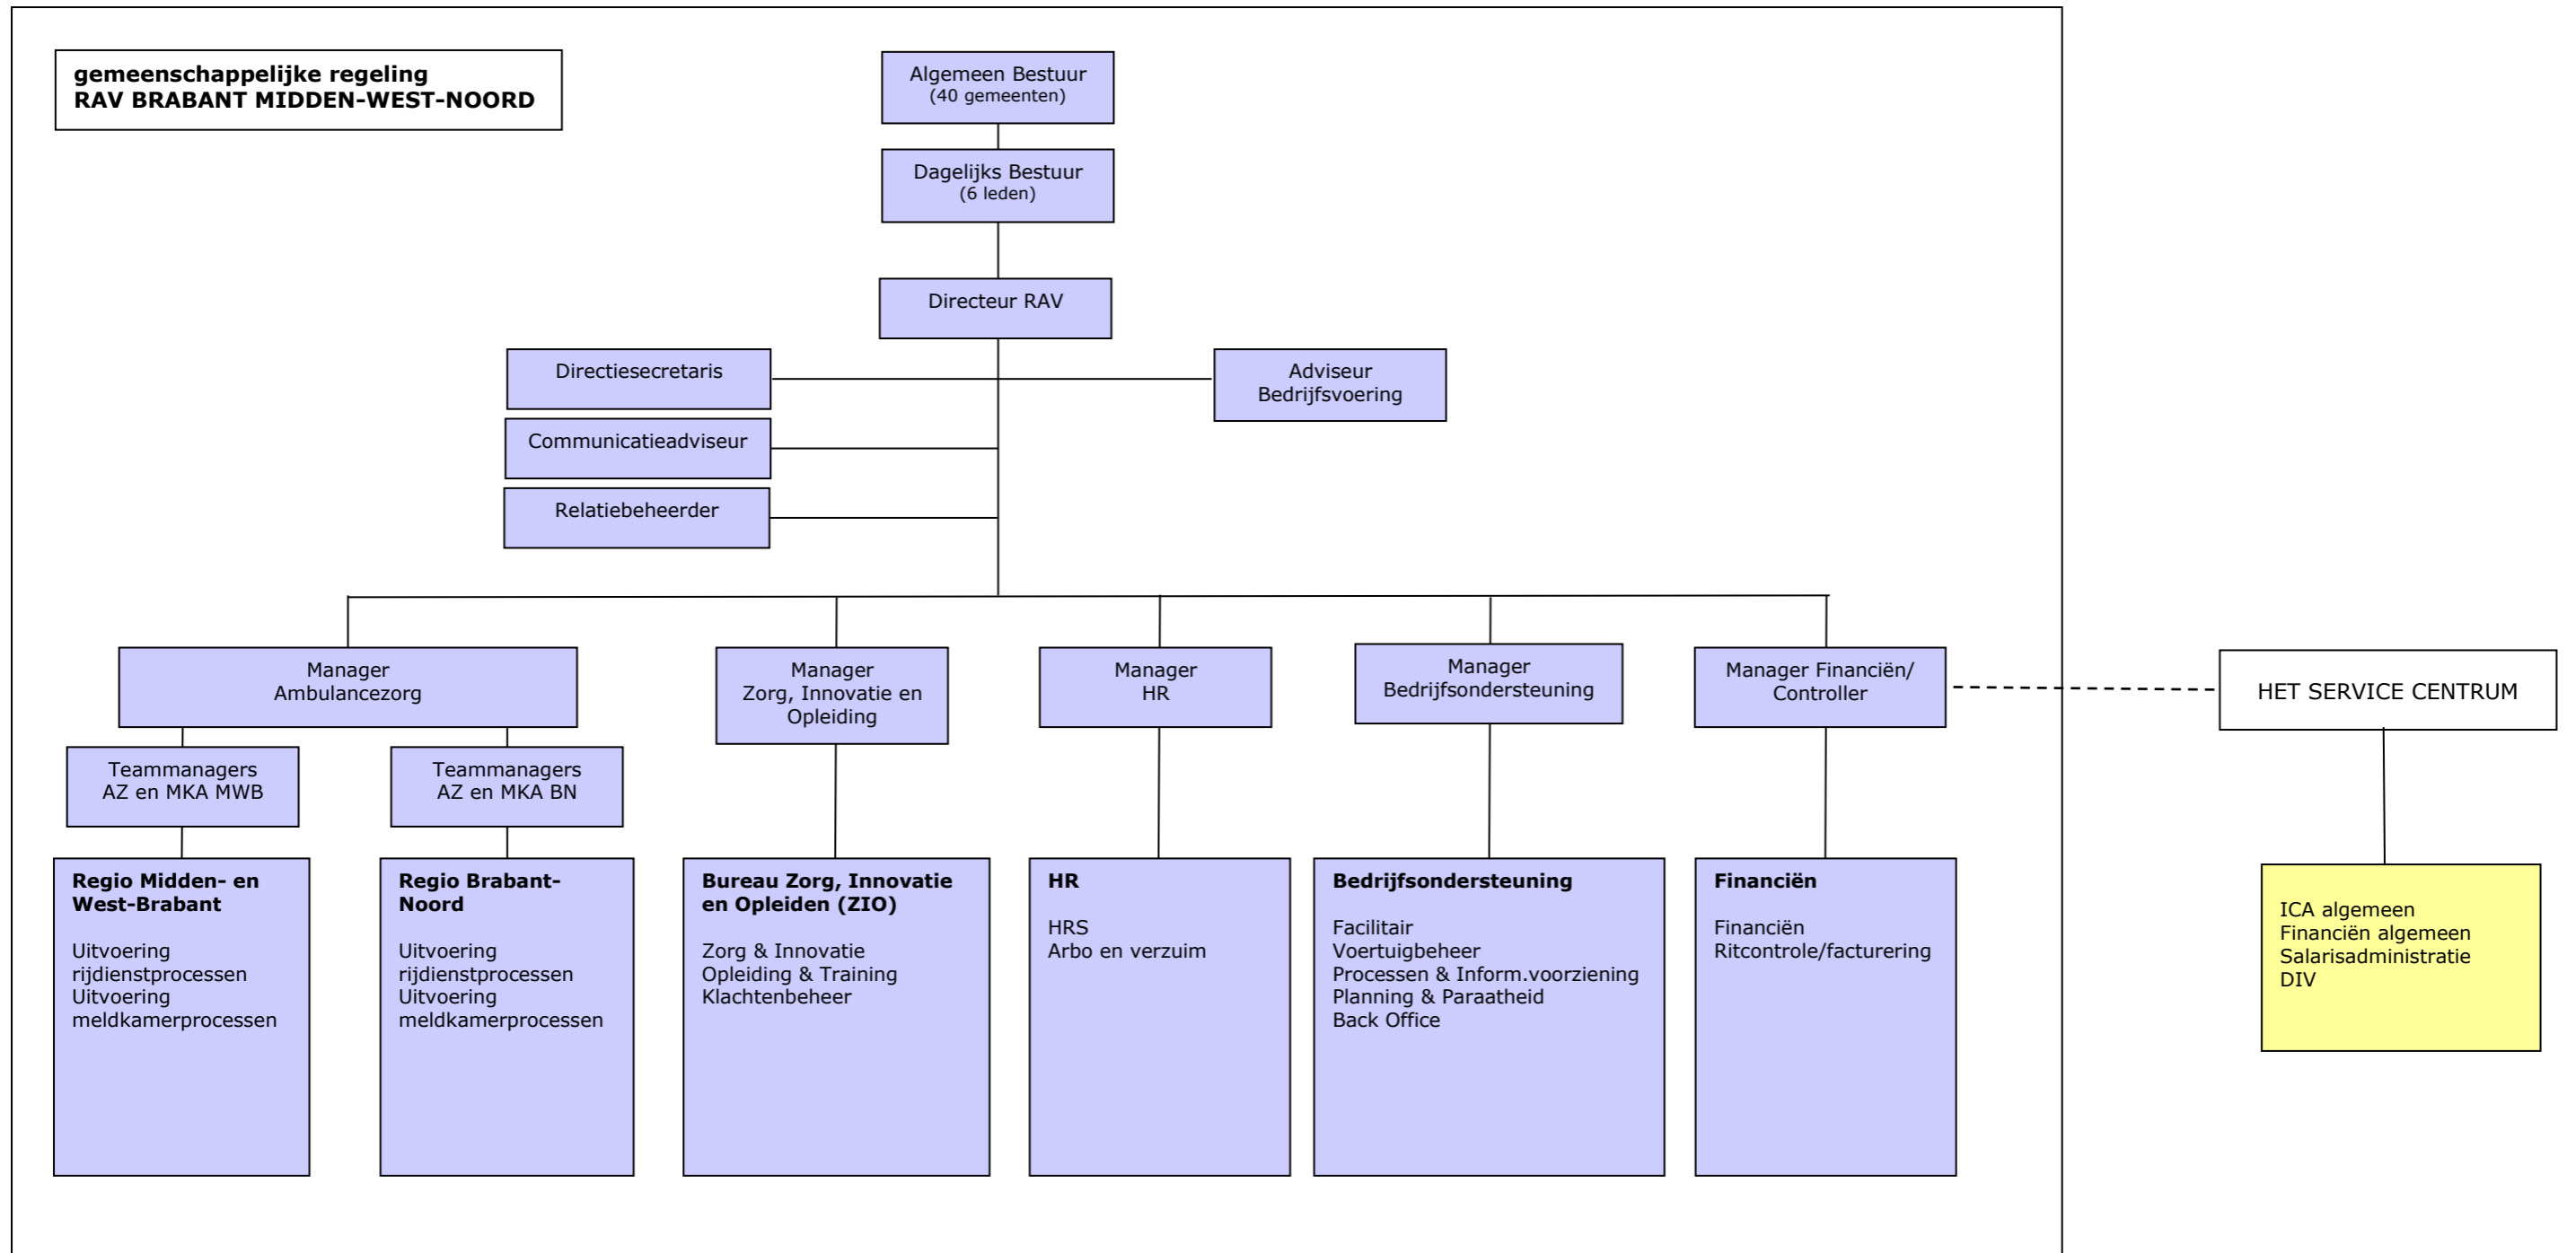 gemeenschappelijke regeling
RAV BRABANT MIDDEN-WEST-NOORD
Algemeen Bestuur
(40 gemeenten)
Dagelijks Bestuur
(6 leden)
Directeur RAV
Directiesecretaris
Adviseur
Bedrijfsvoering
Communicatieadviseur
Relatiebeheerder
Manager
Ambulancezorg
Manager
Zorg, Innovatie en
Opleiding
Manager
HR
Manager
Bedrijfsondersteuning
Manager Financiën/
Controller
HET SERVICE CENTRUM
Teammanagers
AZ en MKA MWB
Teammanagers
AZ en MKA BN
Regio Midden- en
West-Brabant
Uitvoering
rijdienstprocessen
Uitvoering
meldkamerprocessen
Regio Brabant-
Noord
Uitvoering
rijdienstprocessen
Uitvoering
meldkamerprocessen
Bureau Zorg, Innovatie
en Opleiden (ZIO)
Zorg & Innovatie
Opleiding & Training
Klachtenbeheer
HR
HRS
Arbo en verzuim
Bedrijfsondersteuning
Facilitair
Voertuigbeheer
Processen & Inform.voorziening
Planning & Paraatheid
Back Office
Financiën
Financiën
Ritcontrole/facturering
ICA algemeen
Financiën algemeen
Salarisadministratie
DIV